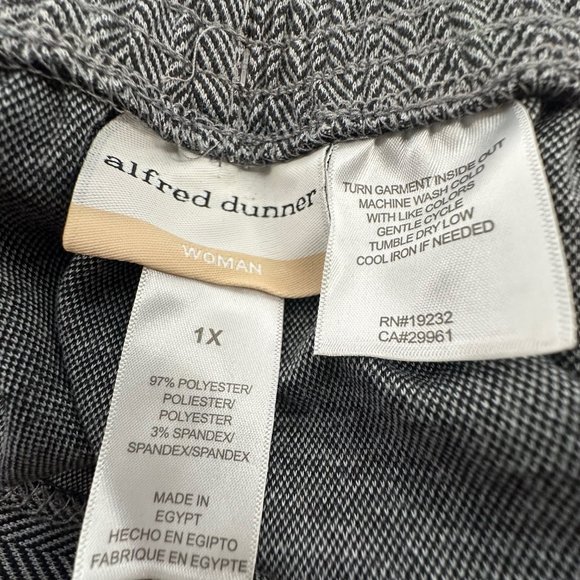 alfred dunner
WOMAN
TURN GARMENT INSIDE OUT
MACHINE WASH COLD
WITH LIKE COLORS
GENTLE CYCLE
TUMBLE DRY LOW
COOL IRON IF NEEDED
RN#19232
CA#29961
1X
97% POLYESTER/
POLIESTER/
POLYESTER
3% SPANDEX/
SPANDEX/SPANDEX
MADE IN
EGYPT
HECHO EN EGIPTO
FABRIQUE EN EGYPTE